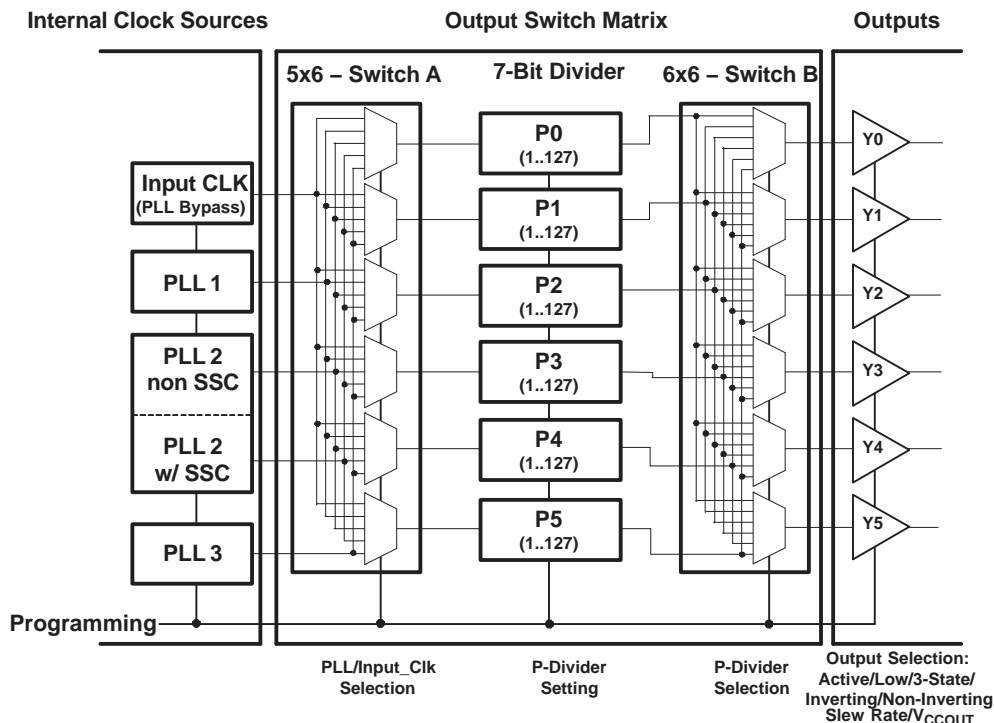 Internal Clock Sources
Output Switch Matrix
Outputs
5x6 – Switch A
7-Bit Divider
6x6 – Switch B
Input CLK
(PLL Bypass)
PLL 1
PLL 2
non SSC
PLL 2
w/ SSC
PLL 3
P0
(1..127)
P1
(1..127)
P2
(1..127)
P3
(1..127)
P4
(1..127)
P5
(1..127)
Y0
Y1
Y2
Y3
Y4
Y5
Programming
PLL/Input_Clk
Selection
P-Divider
Setting
P-Divider
Selection
Output Selection:
Active/Low/3-State/
Inverting/Non-Inverting
Slew Rate/VCCOUT